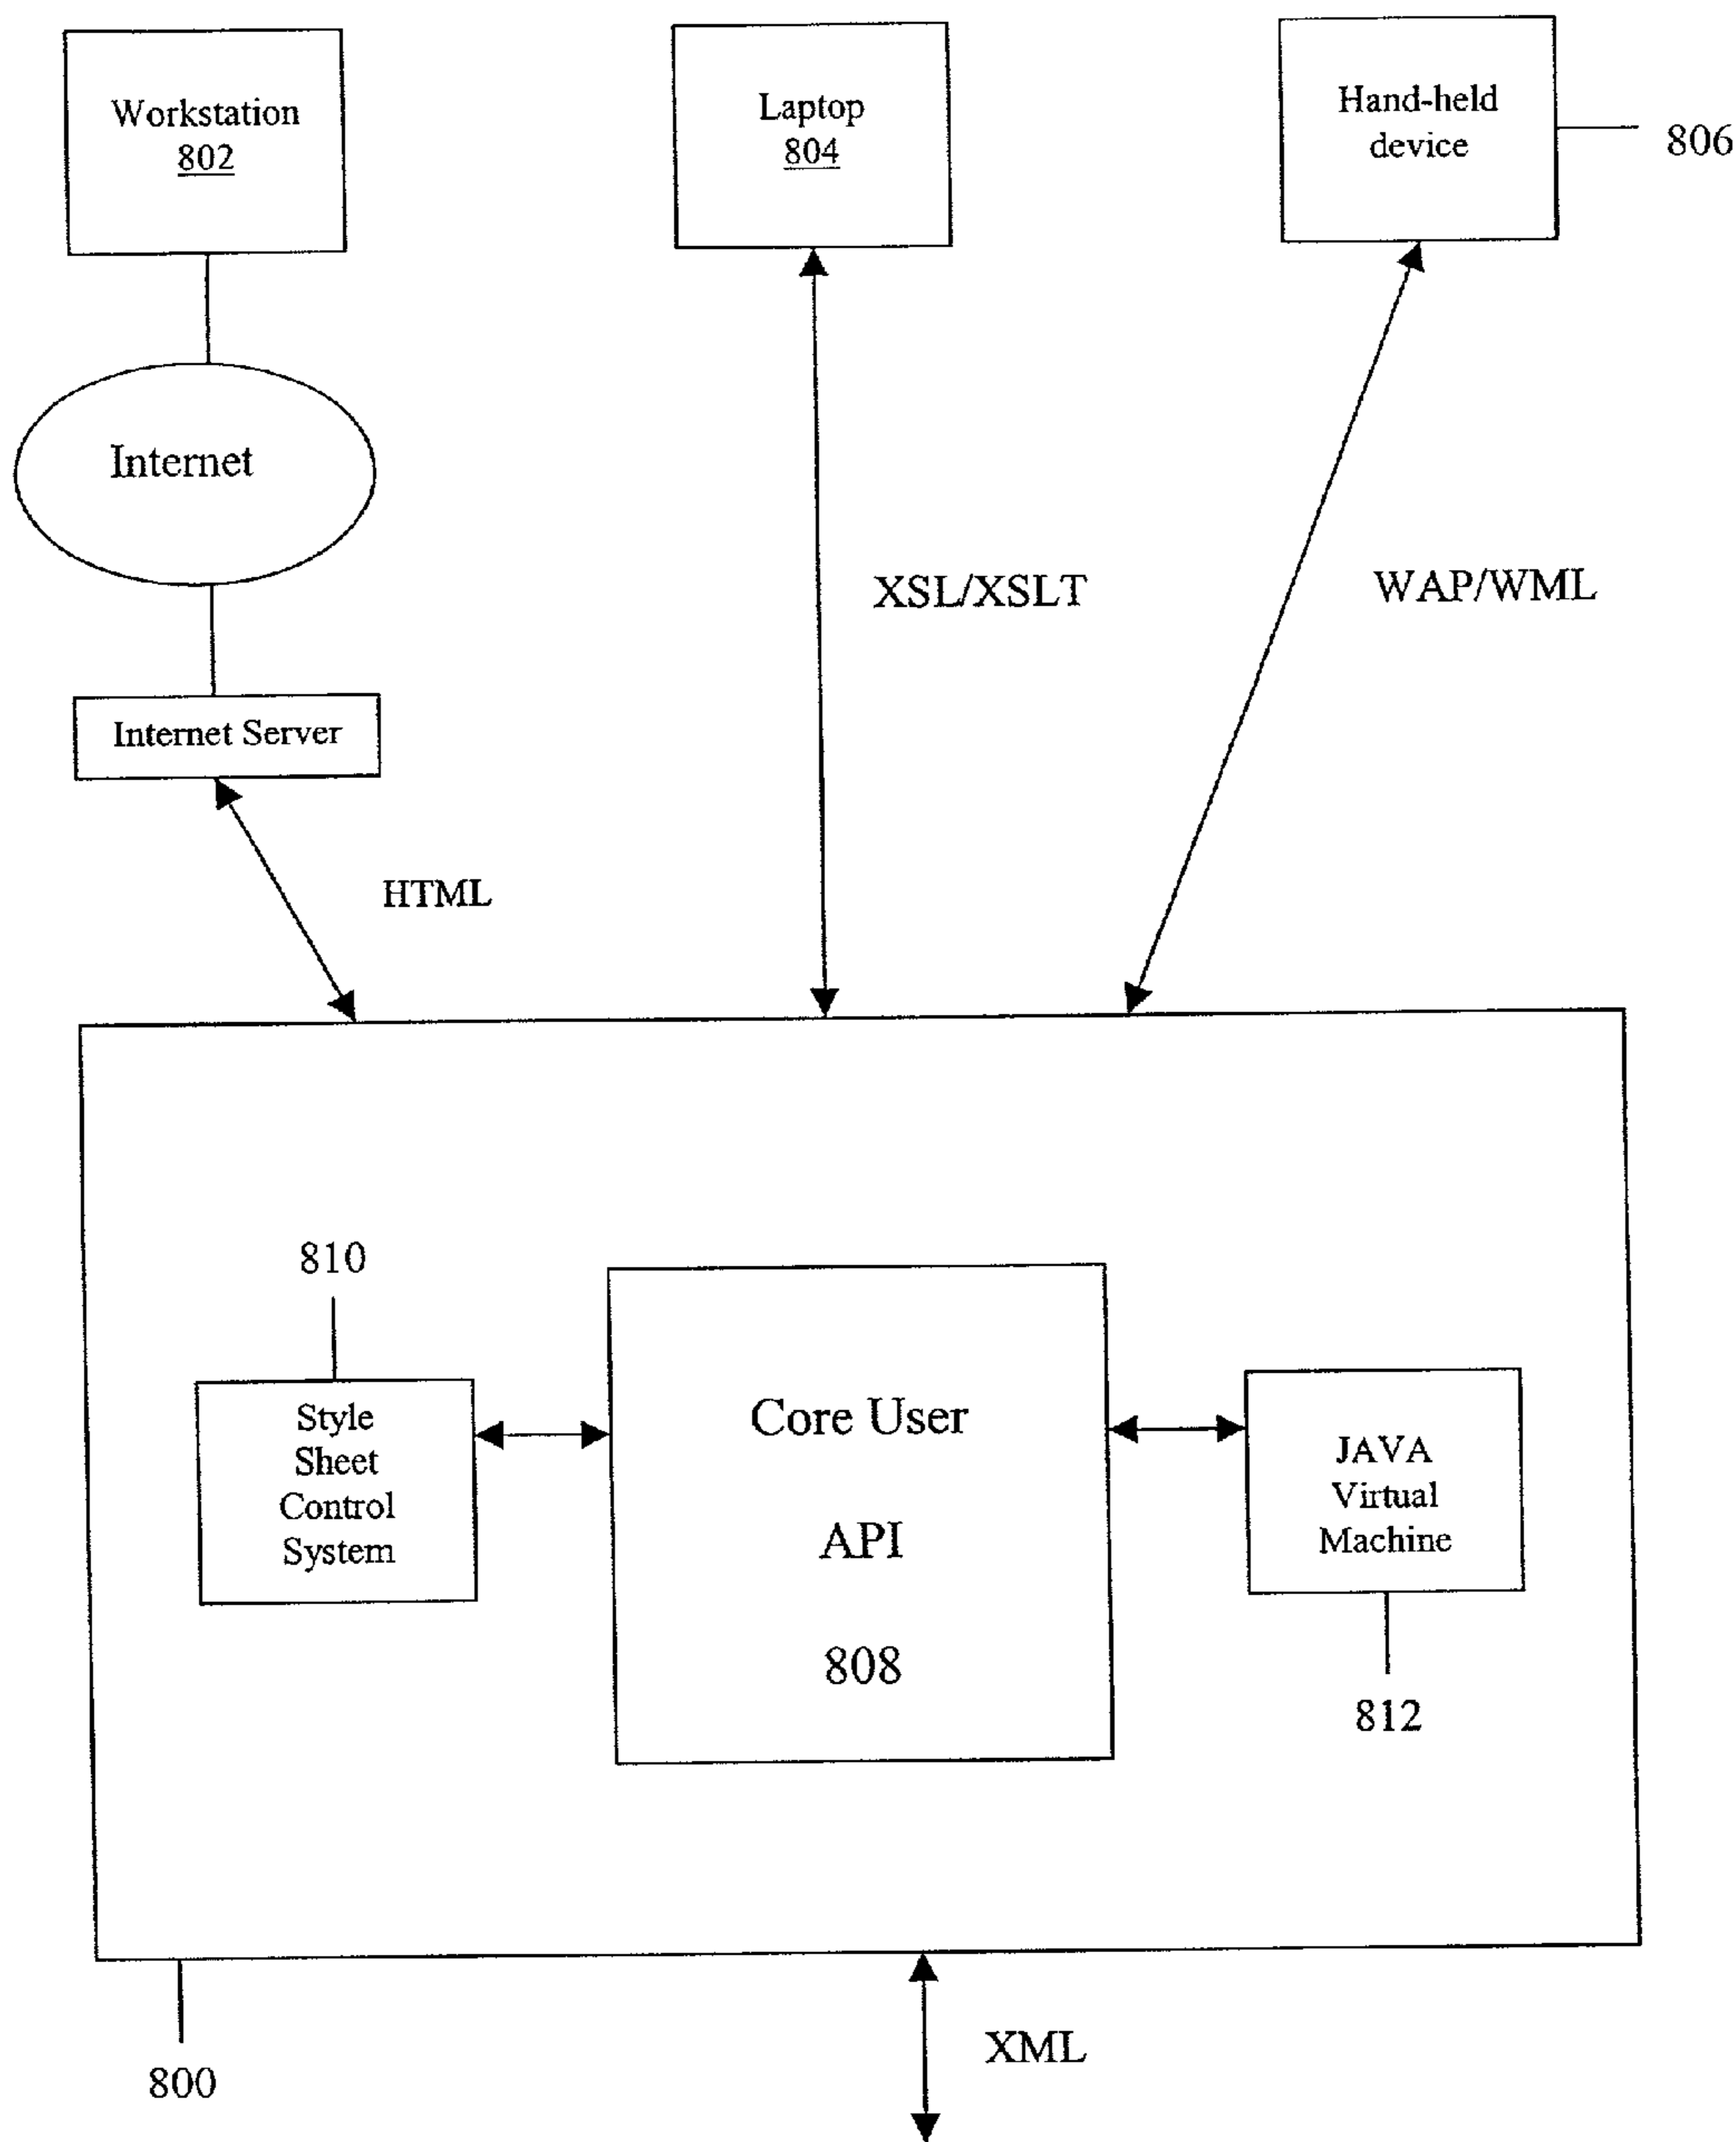 Workstation
802
Laptop
804
Hand-held
device
806
Internet
XSL/XSLT
WAP/WML
Internet Server
HTML
810
Style
Sheet
Control
System
Core User
API
808
JAVA
Virtual
Machine
812
800
XML